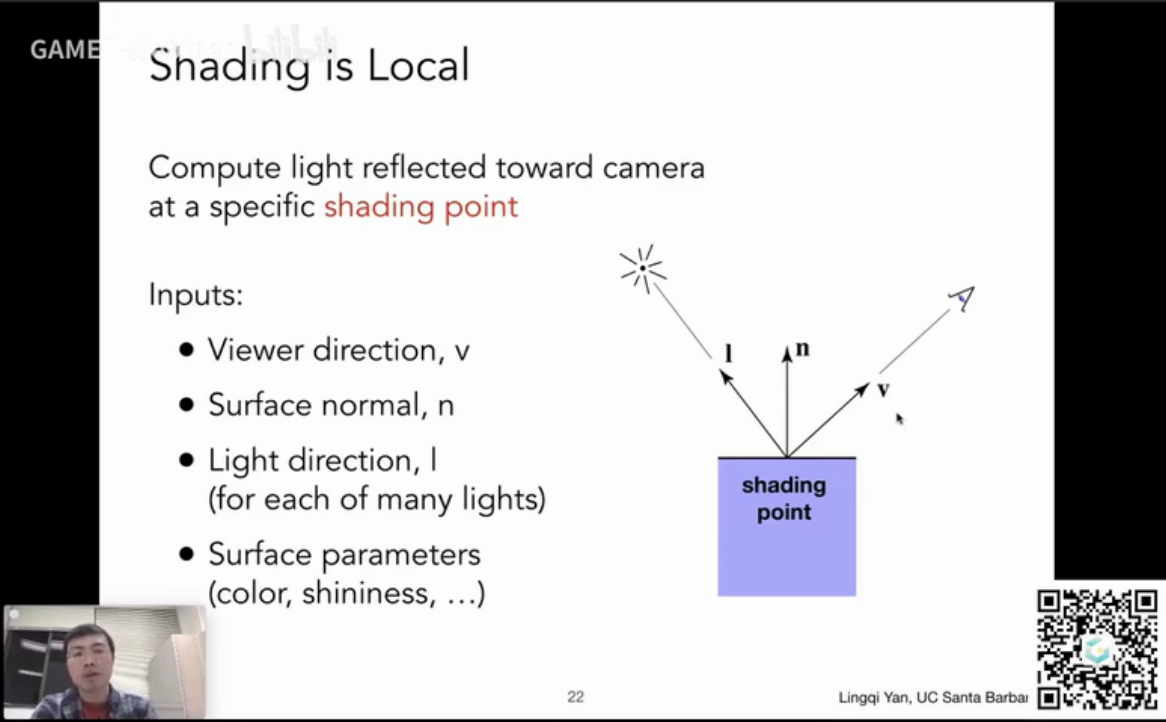 GAME
Shading is Local
Compute light reflected toward camera
at a specific shading point
Inputs:
● Viewer direction, v
● Surface normal, n
● Light direction, l
(for each of many lights)
● Surface parameters
(color, shininess, …)
l
n
v
shading
point
22
Lingqi Yan, UC Santa Barbar